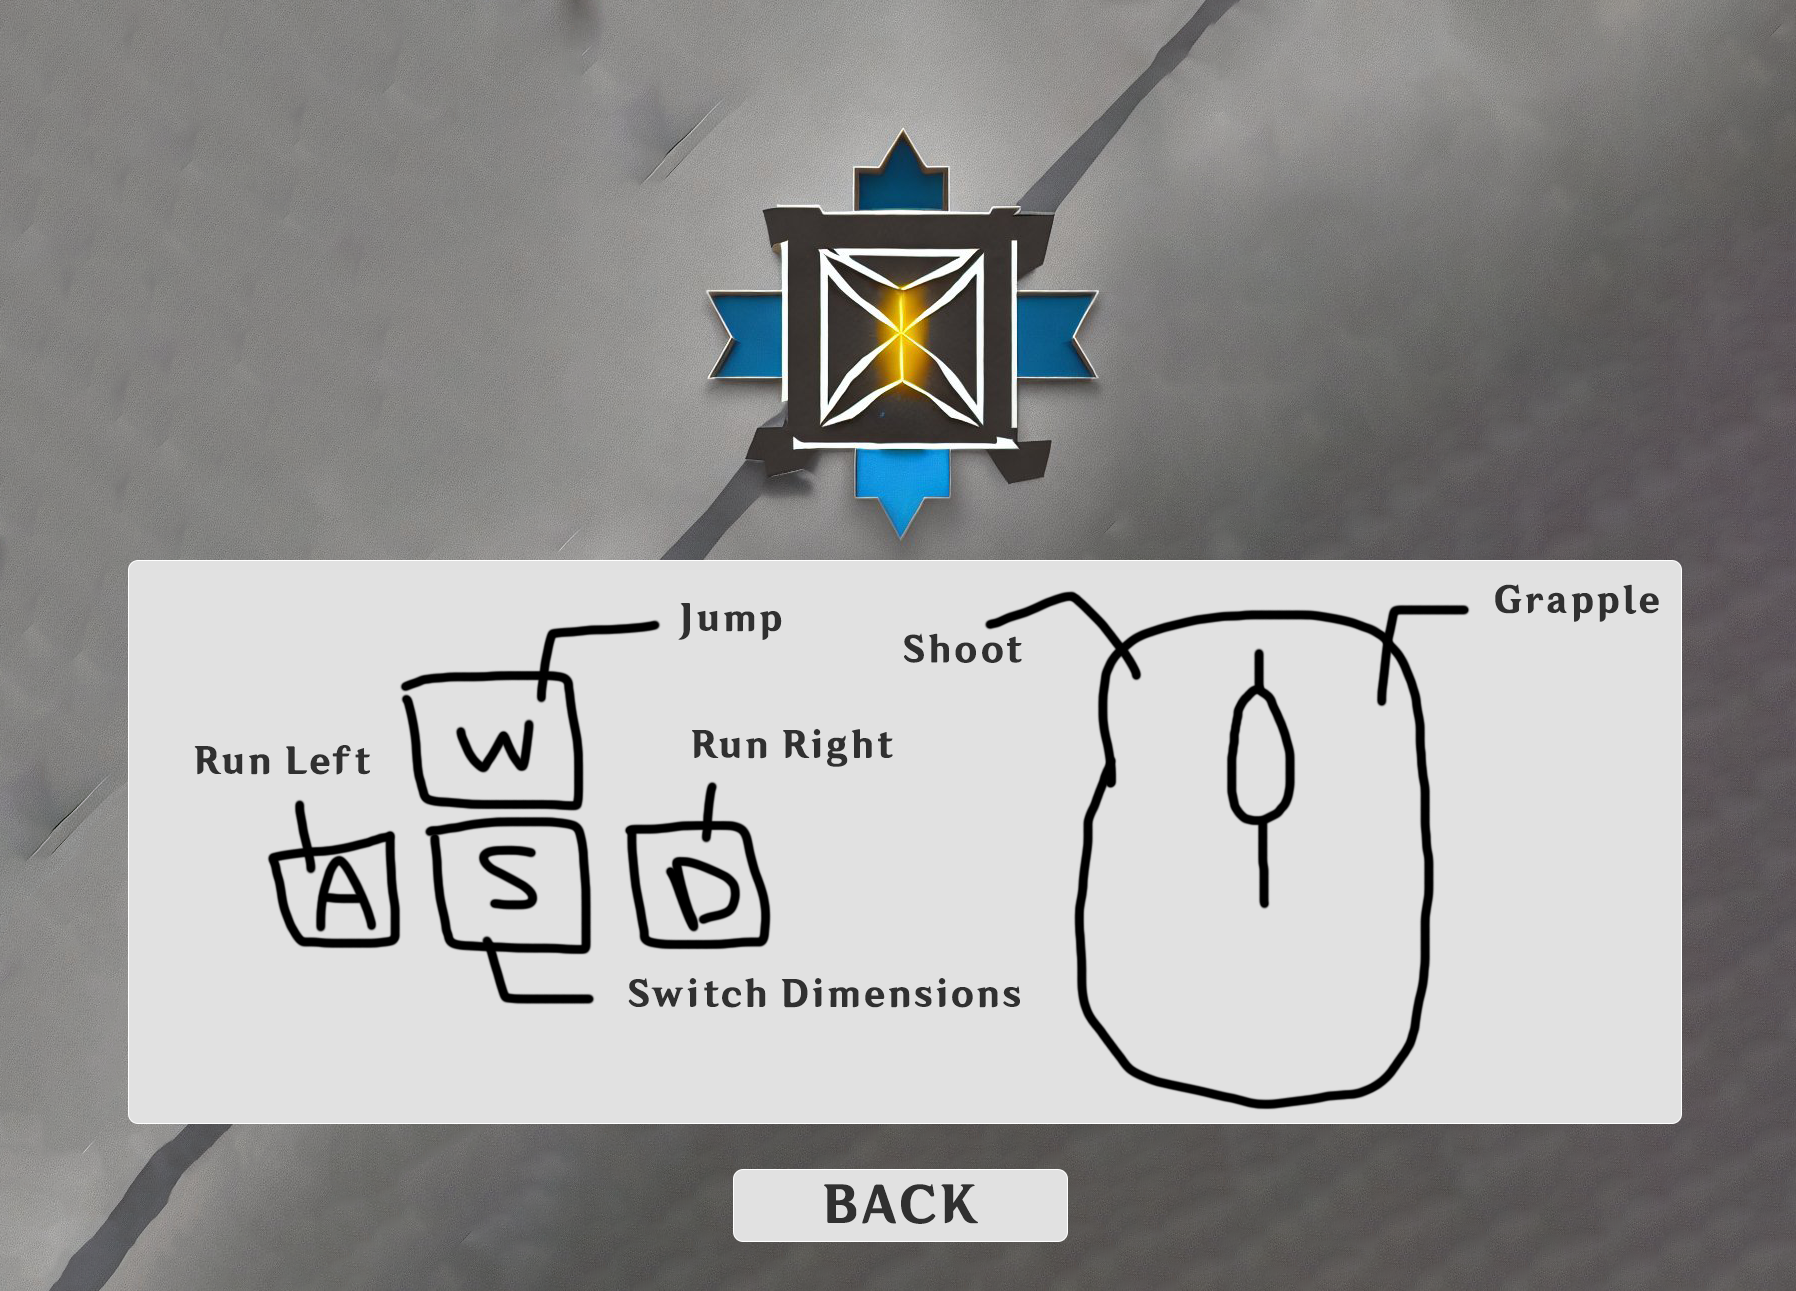 Jump
Grapple
Shoot
W
Run Right
Run Left
A
S
D
Switch Dimensions
BACK